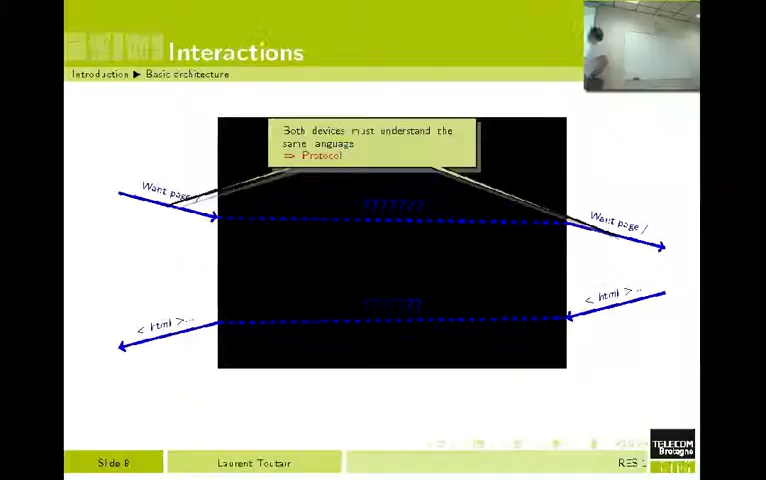 Interactions
Introduction ▶ Basic architecture
Both devices must understand the
same language
⇒ Protocol
Want page /
???????
Want page /
???????
< html >...
< html >...
TELECOM
Bretagne
Slide 8
Laurent Toutain
RES 1